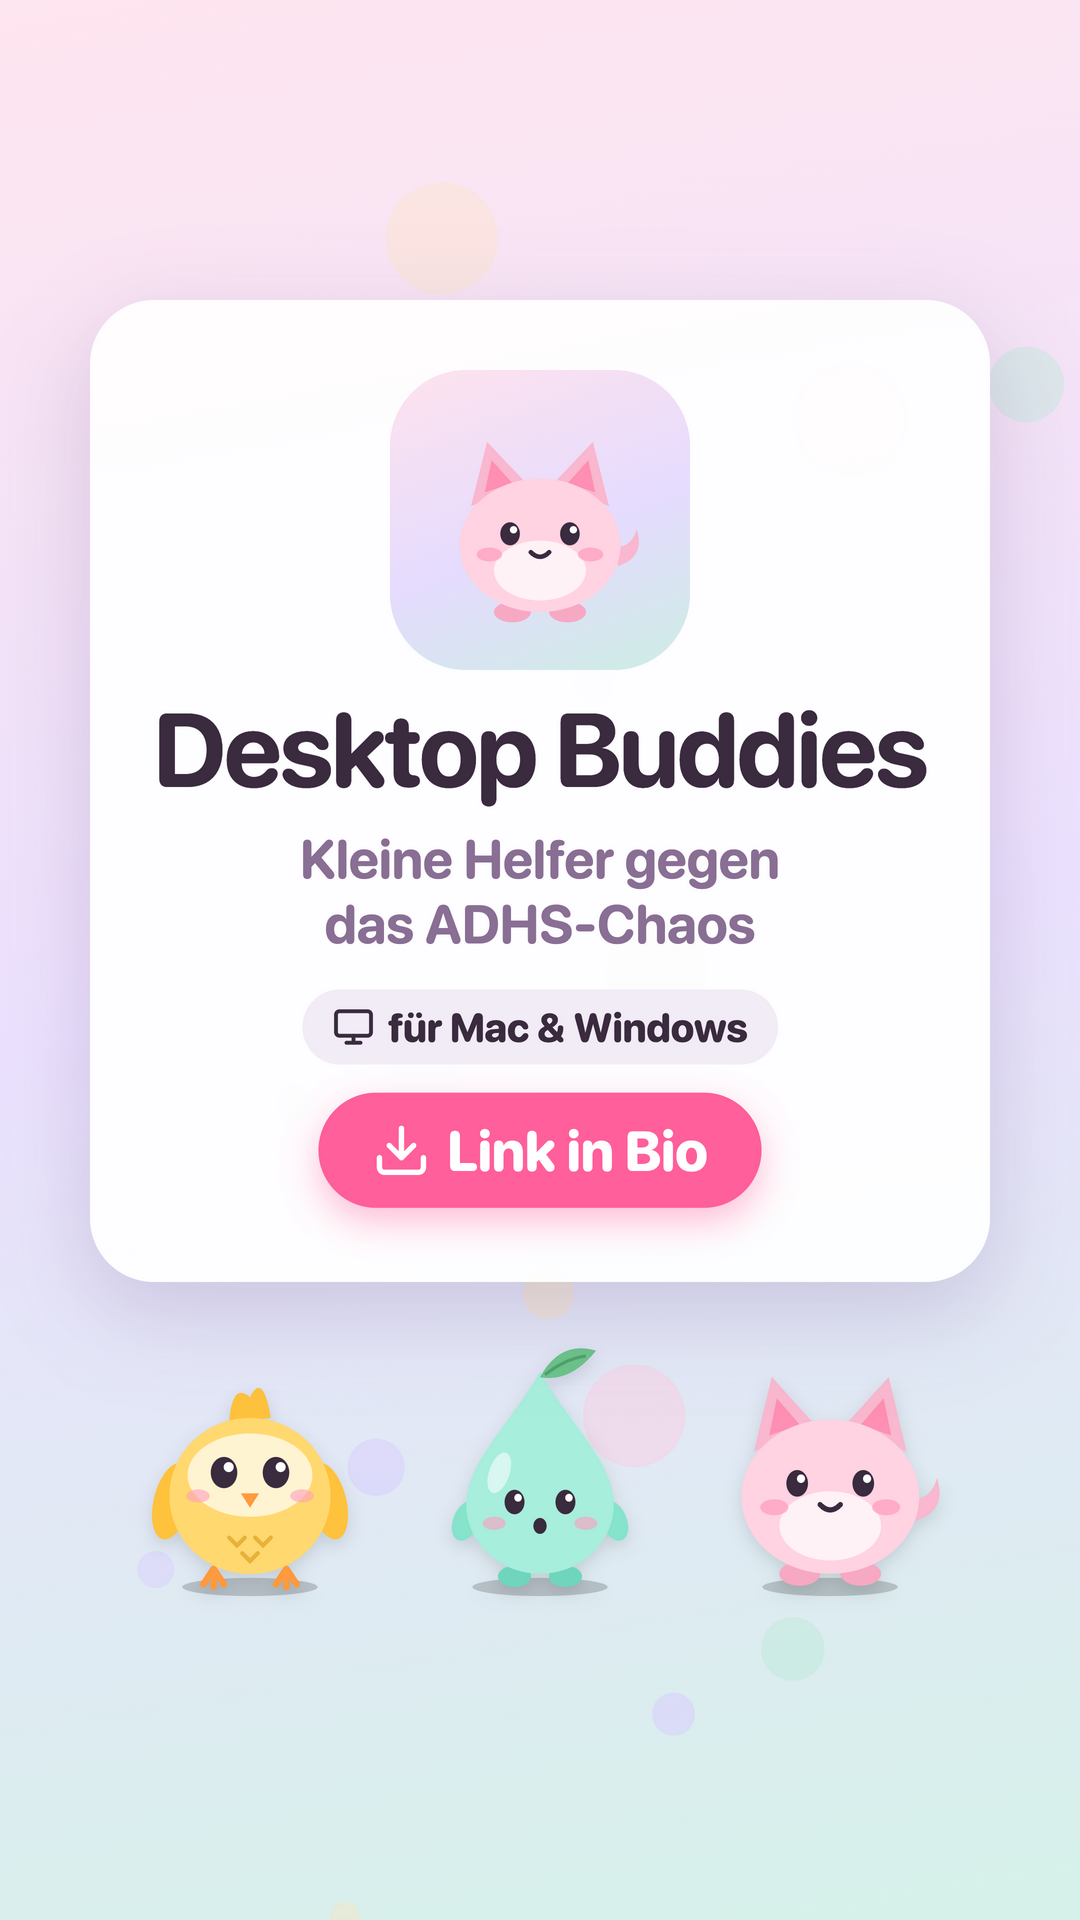 Desktop Buddies
Kleine Helfer gegen
das ADHS-Chaos
für Mac & Windows
Link in Bio